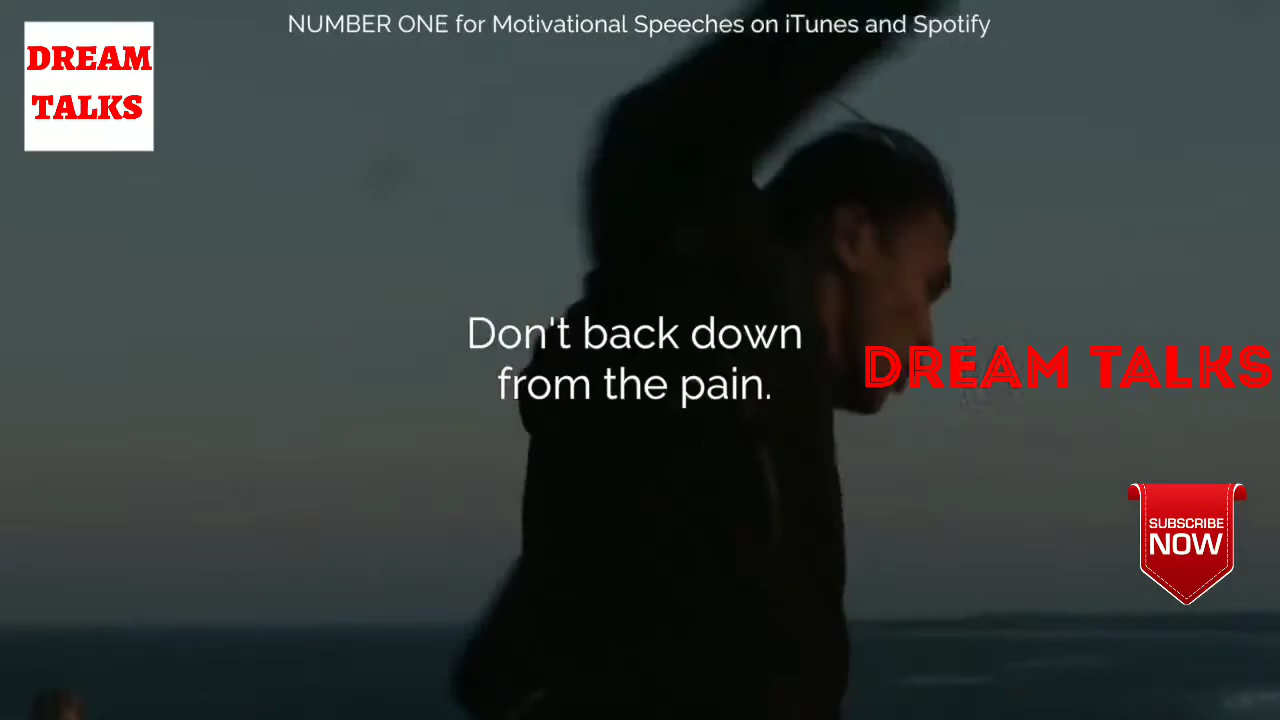 NUMBER ONE for Motivational Speeches on iTunes and Spotify
DREAM
TALKS
Don't back down
from the pain.
DREAM TALKS
SUBSCRIBE
NOW